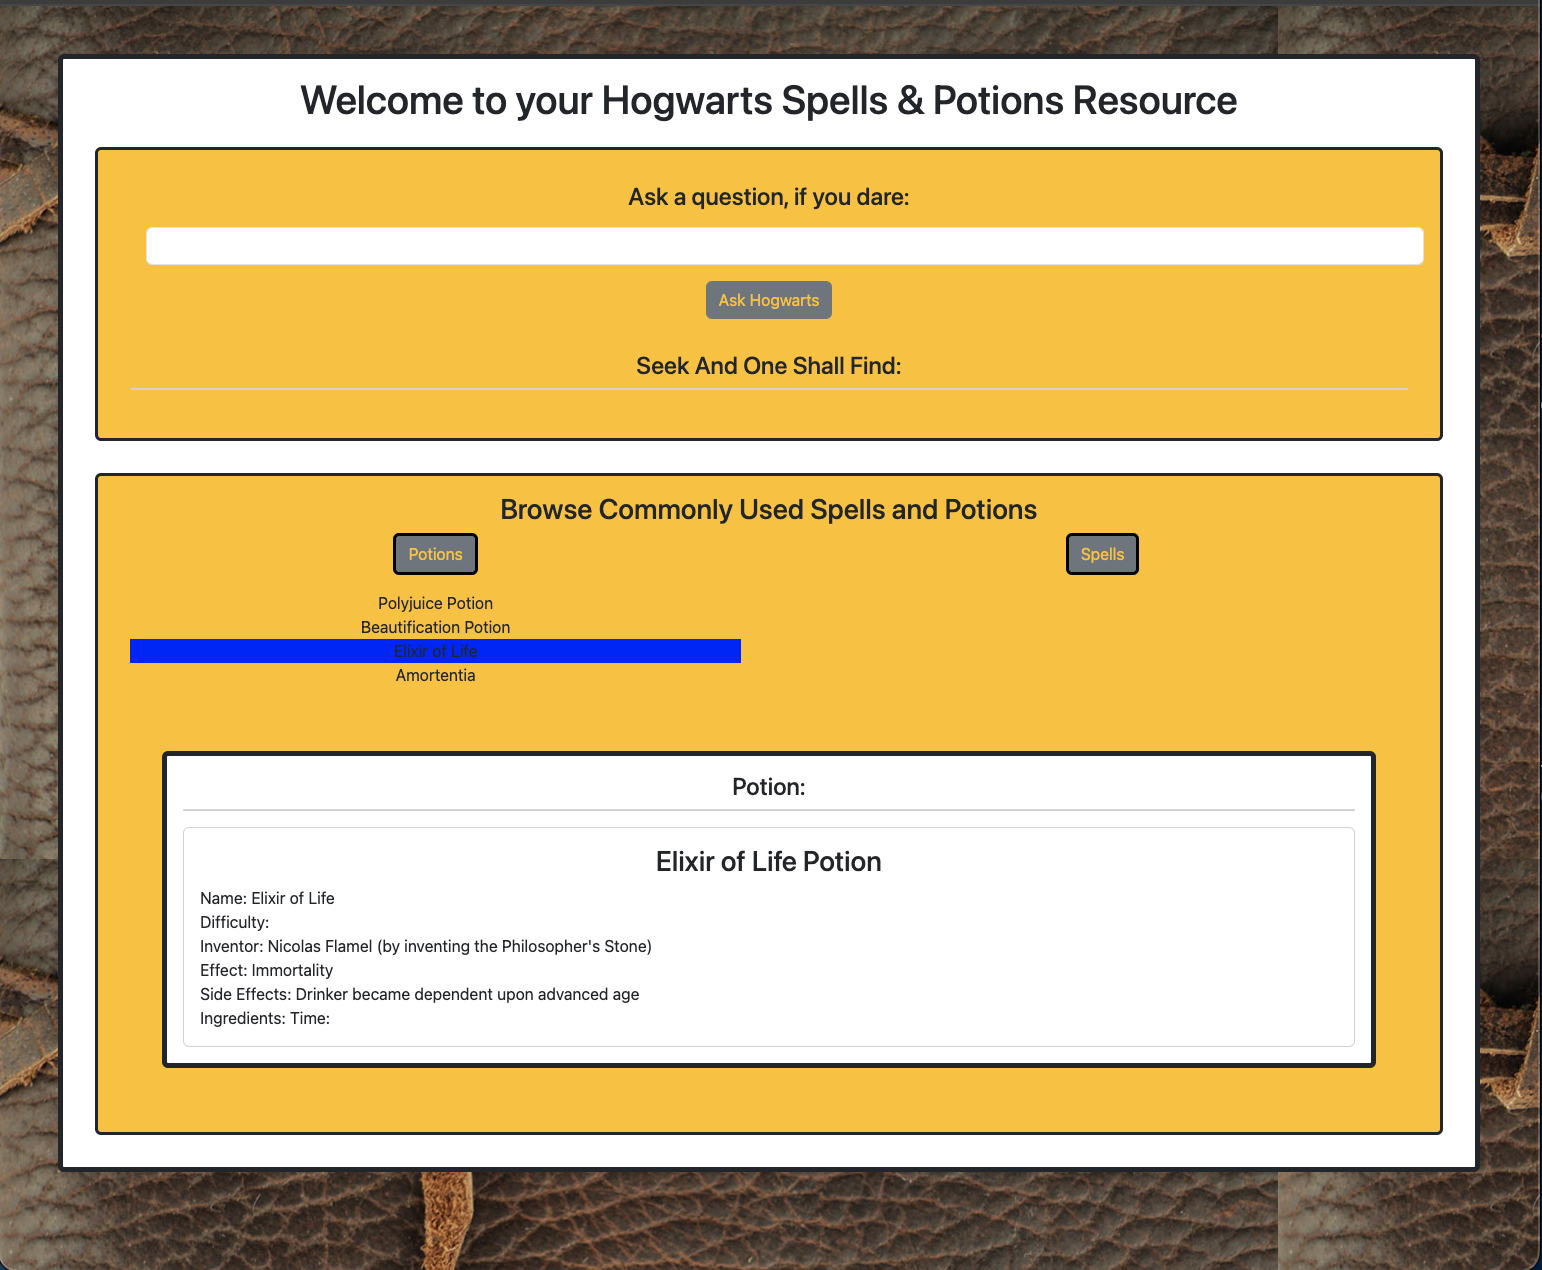 Welcome to your Hogwarts Spells & Potions Resource
Ask a question, if you dare:
Ask Hogwarts
Seek And One Shall Find:
Browse Commonly Used Spells and Potions
Potions
Spells
Polyjuice Potion
Beautification Potion
Elixir of Life
Amortentia
Potion:
Elixir of Life Potion
Name: Elixir of Life
Difficulty:
Inventor: Nicolas Flamel (by inventing the Philosopher's Stone)
Effect: Immortality
Side Effects: Drinker became dependent upon advanced age
Ingredients: Time: